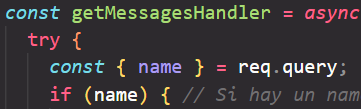 const getMessagesHandler = async
try {
const { name } = req.query;
if (name) { // Si hay un nam